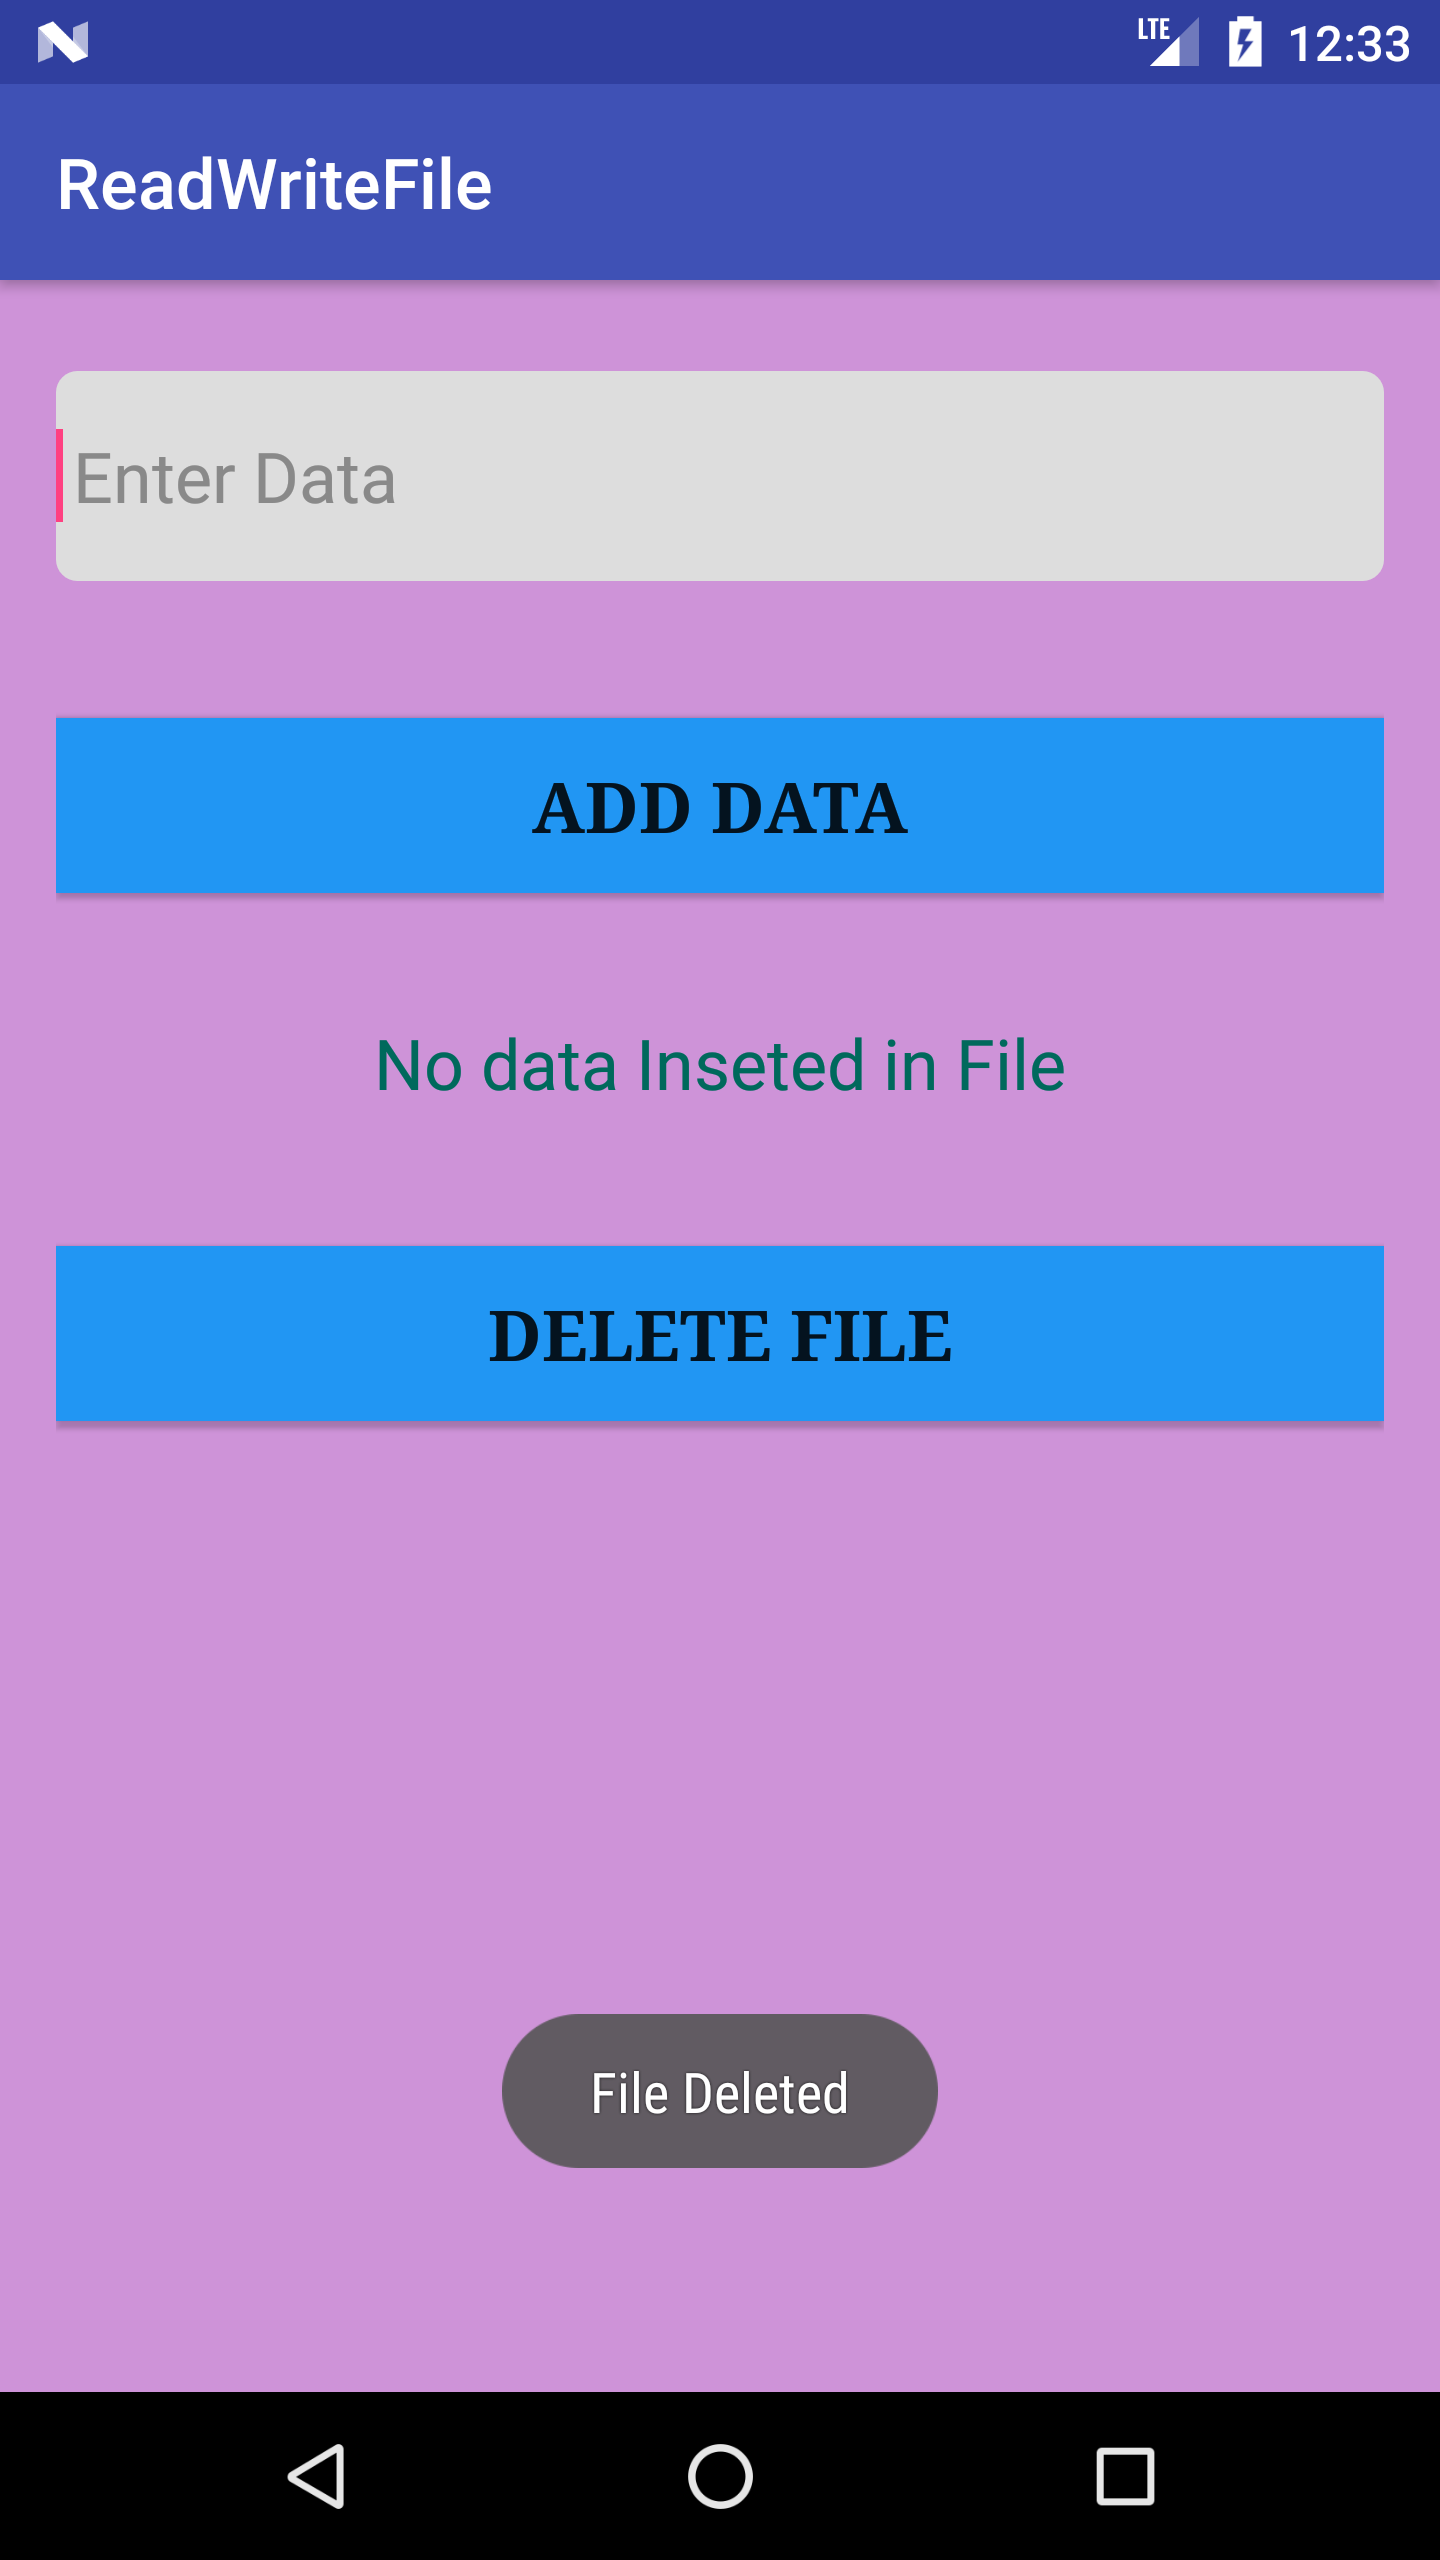 LTE 12:33
ReadWriteFile
Enter Data
ADD DATA
No data Inseted in File
DELETE FILE
File Deleted